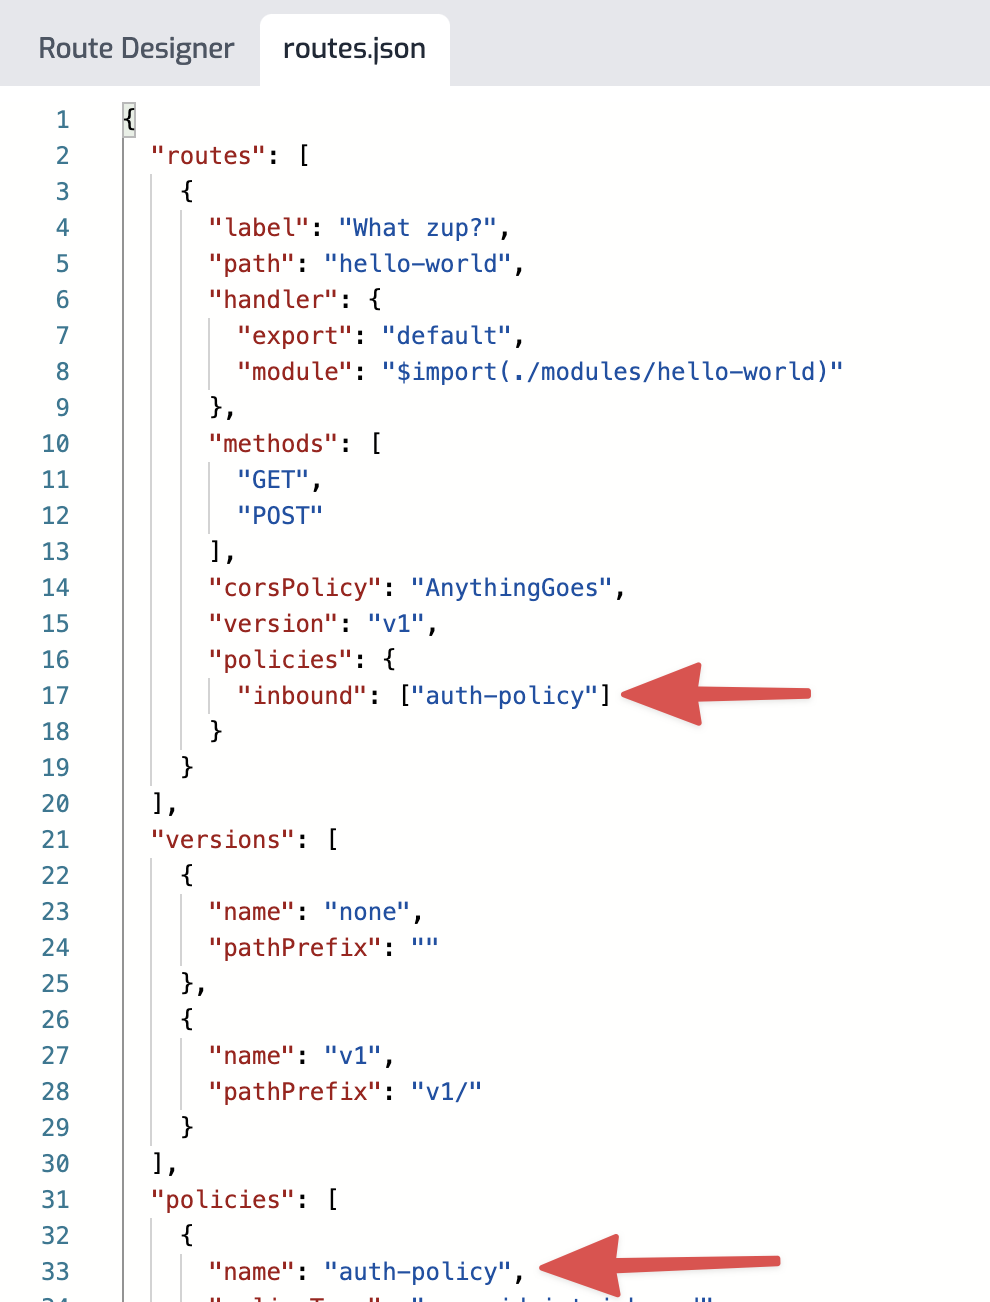 Route Designer routes.json
1 {
2 "routes": [
3 {
4 "label": "What zup?",
5 "path": "hello-world",
6 "handler": {
7 "export": "default",
8 "module": "$import(./modules/hello-world)"
9 },
10 "methods": [
11 "GET",
12 "POST"
13 ],
14 "corsPolicy": "AnythingGoes",
15 "version": "v1",
16 "policies": {
17 "inbound": ["auth-policy"]
18 }
19 }
20 ],
21 "versions": [
22 {
23 "name": "none",
24 "pathPrefix": ""
25 },
26 {
27 "name": "v1",
28 "pathPrefix": "v1/"
29 }
30 ],
31 "policies": [
32 {
33 "name": "auth-policy",